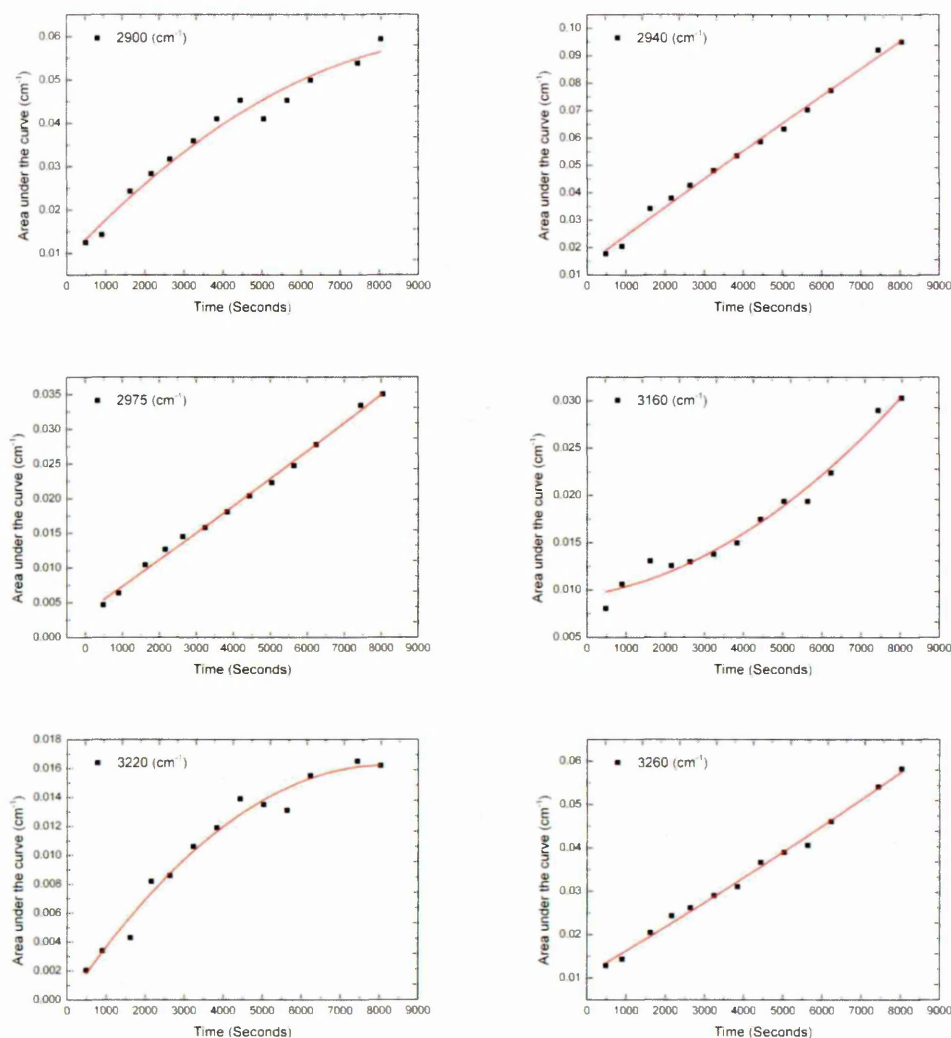 2900 (cm⁻¹)
Area under the curve (cm⁻¹)
0.06
0.05
0.04
0.03
0.02
0.01
0 1000 2000 3000 4000 5000 6000 7000 8000 9000
Time (Seconds)
2940 (cm⁻¹)
Area under the curve (cm⁻¹)
0.10
0.09
0.08
0.07
0.06
0.05
0.04
0.03
0.02
0.01
0 1000 2000 3000 4000 5000 6000 7000 8000 9000
Time (Seconds)
2975 (cm⁻¹)
Area under the curve (cm⁻¹)
0.035
0.030
0.025
0.020
0.015
0.010
0.005
0.000
0 1000 2000 3000 4000 5000 6000 7000 8000 9000
Time (Seconds)
3160 (cm⁻¹)
Area under the curve (cm⁻¹)
0.030
0.025
0.020
0.015
0.010
0.005
0 1000 2000 3000 4000 5000 6000 7000 8000 9000
Time (Seconds)
3220 (cm⁻¹)
Area under the curve (cm⁻¹)
0.018
0.016
0.014
0.012
0.010
0.008
0.006
0.004
0.002
0.000
0 1000 2000 3000 4000 5000 6000 7000 8000 9000
Time (Seconds)
3260 (cm⁻¹)
Area under the curve (cm⁻¹)
0.06
0.05
0.04
0.03
0.02
0.01
0 1000 2000 3000 4000 5000 6000 7000 8000 9000
Time (Seconds)